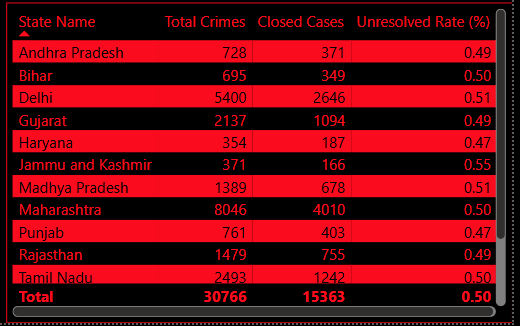 State Name Total Crimes Closed Cases Unresolved Rate (%)
Andhra Pradesh 728 371 0.49
Bihar 695 349 0.50
Delhi 5400 2646 0.51
Gujarat 2137 1094 0.49
Haryana 354 187 0.47
Jammu and Kashmir 371 166 0.55
Madhya Pradesh 1389 678 0.51
Maharashtra 8046 4010 0.50
Punjab 761 403 0.47
Rajasthan 1479 755 0.49
Tamil Nadu 2493 1242 0.50
Total 30766 15363 0.50